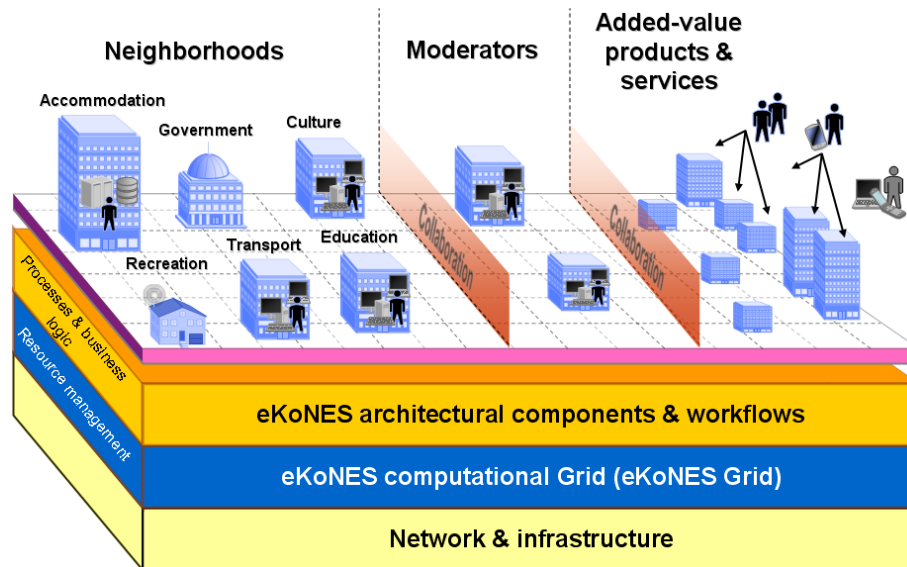 Neighborhoods
Moderators
Added-value
products &
services
Accommodation
Government
Culture
Recreation
Transport
Education
Collaboration
Collaboration
Processes & business
logic
Resource management
eKoNES architectural components & workflows
eKoNES computational Grid (eKoNES Grid)
Network & infrastructure